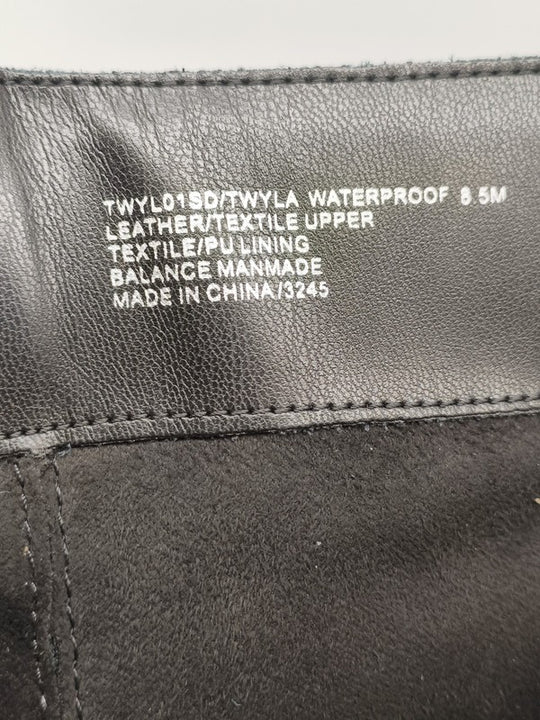 TWYL01SD/TWYLA WATERPROOF 8.5M
LEATHER/TEXTILE UPPER
TEXTILE/PU LINING
BALANCE MANMADE
MADE IN CHINA/3245